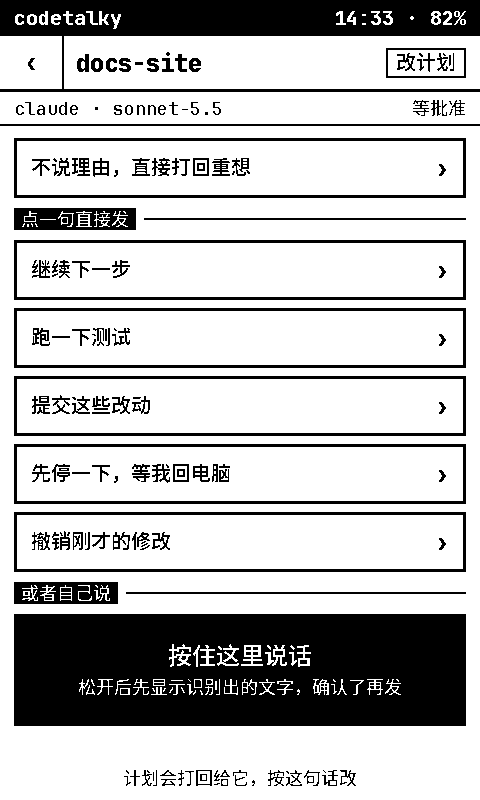 codetalky 14:33 · 82%
‹ docs-site 改计划
claude · sonnet-5.5 等批准
不说理由，直接打回重想 ›
点一句直接发
继续下一步 ›
跑一下测试 ›
提交这些改动 ›
先停一下，等我回电脑 ›
撤销刚才的修改 ›
或者自己说
按住这里说话
松开后先显示识别出的文字，确认了再发
计划会打回给它，按这句话改